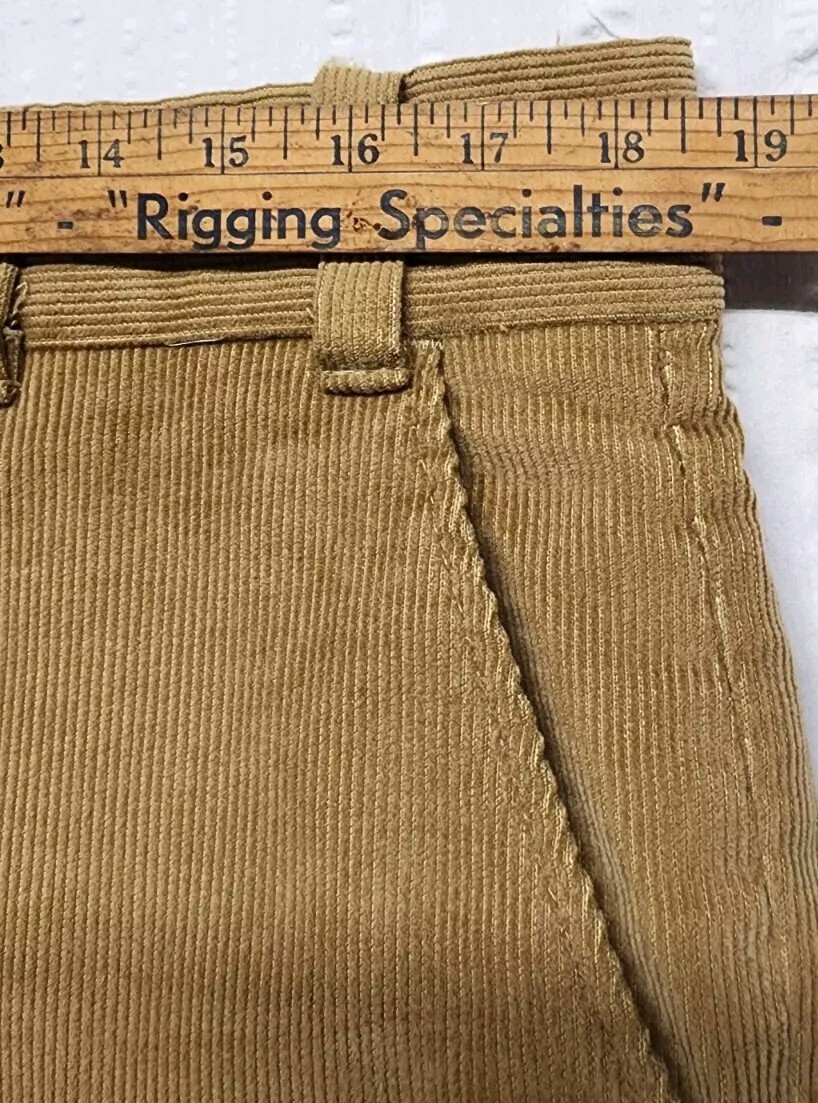 14 15 16 17 18 19
" - "Rigging Specialties" -